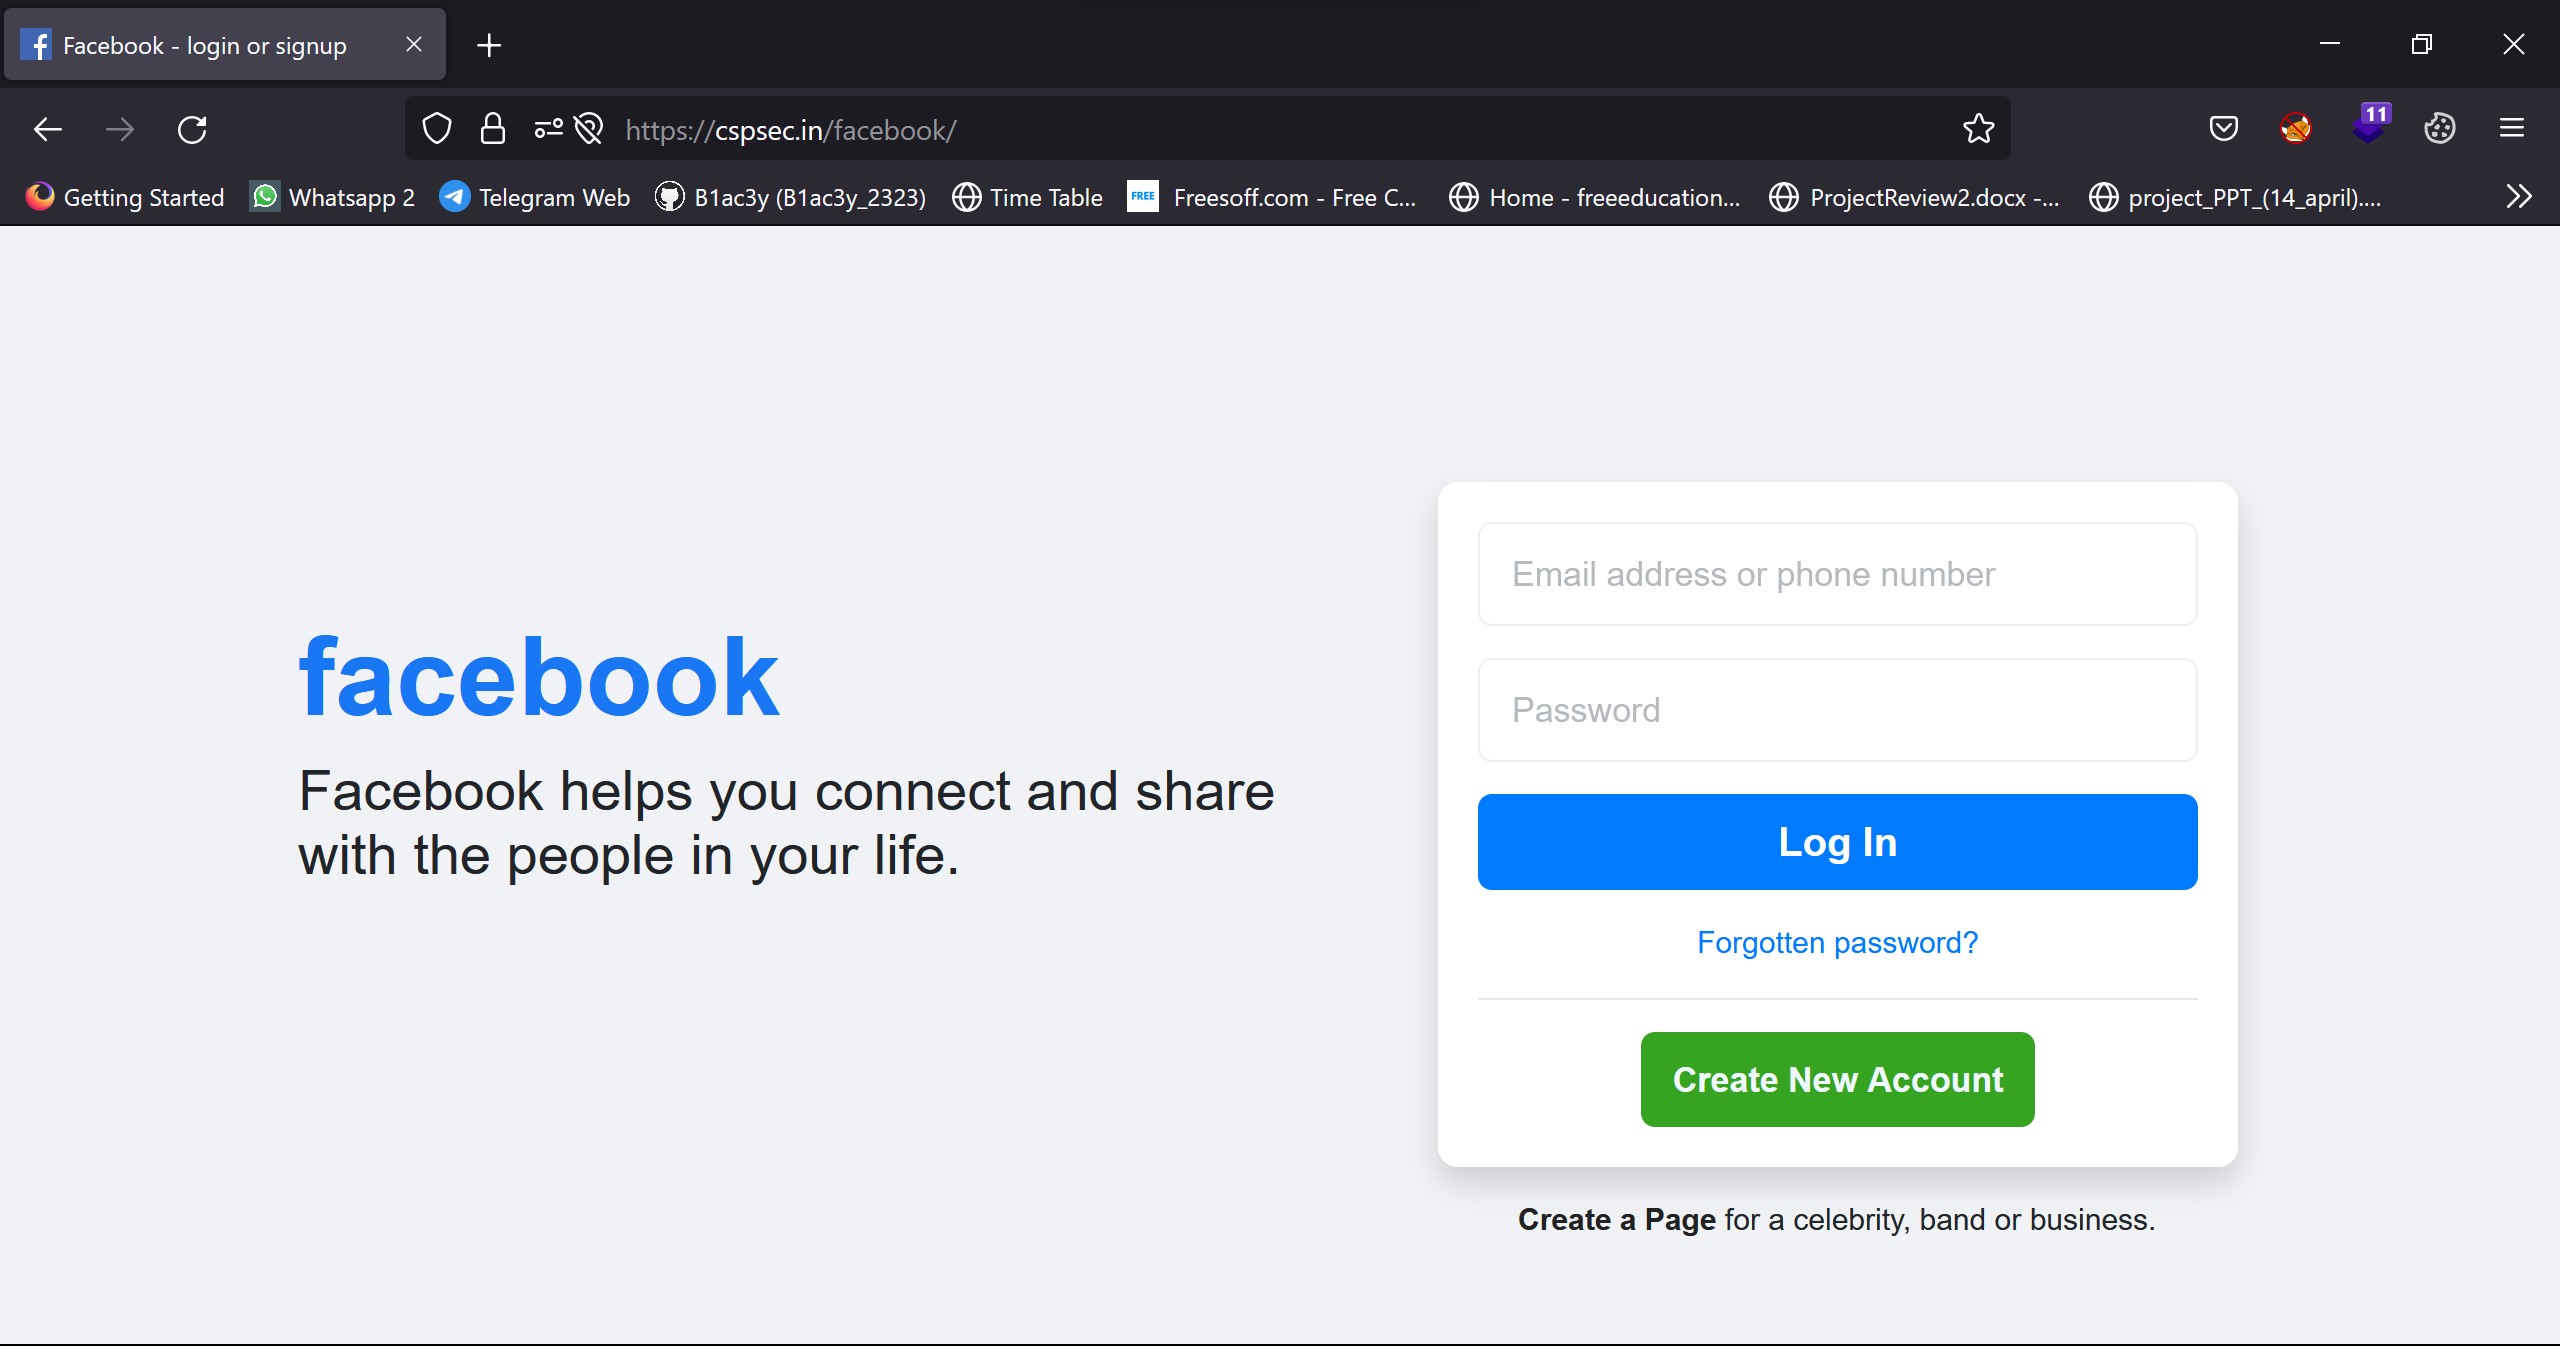 Facebook - login or signup
https://cspsec.in/facebook/
11
Getting Started
Whatsapp 2
Telegram Web
B1ac3y (B1ac3y_2323)
Time Table
FREE
Freesoff.com - Free C...
Home - freeeducation...
ProjectReview2.docx -...
project_PPT_(14_april)....
facebook
Facebook helps you connect and share
with the people in your life.
Email address or phone number
Password
Log In
Forgotten password?
Create New Account
Create a Page for a celebrity, band or business.